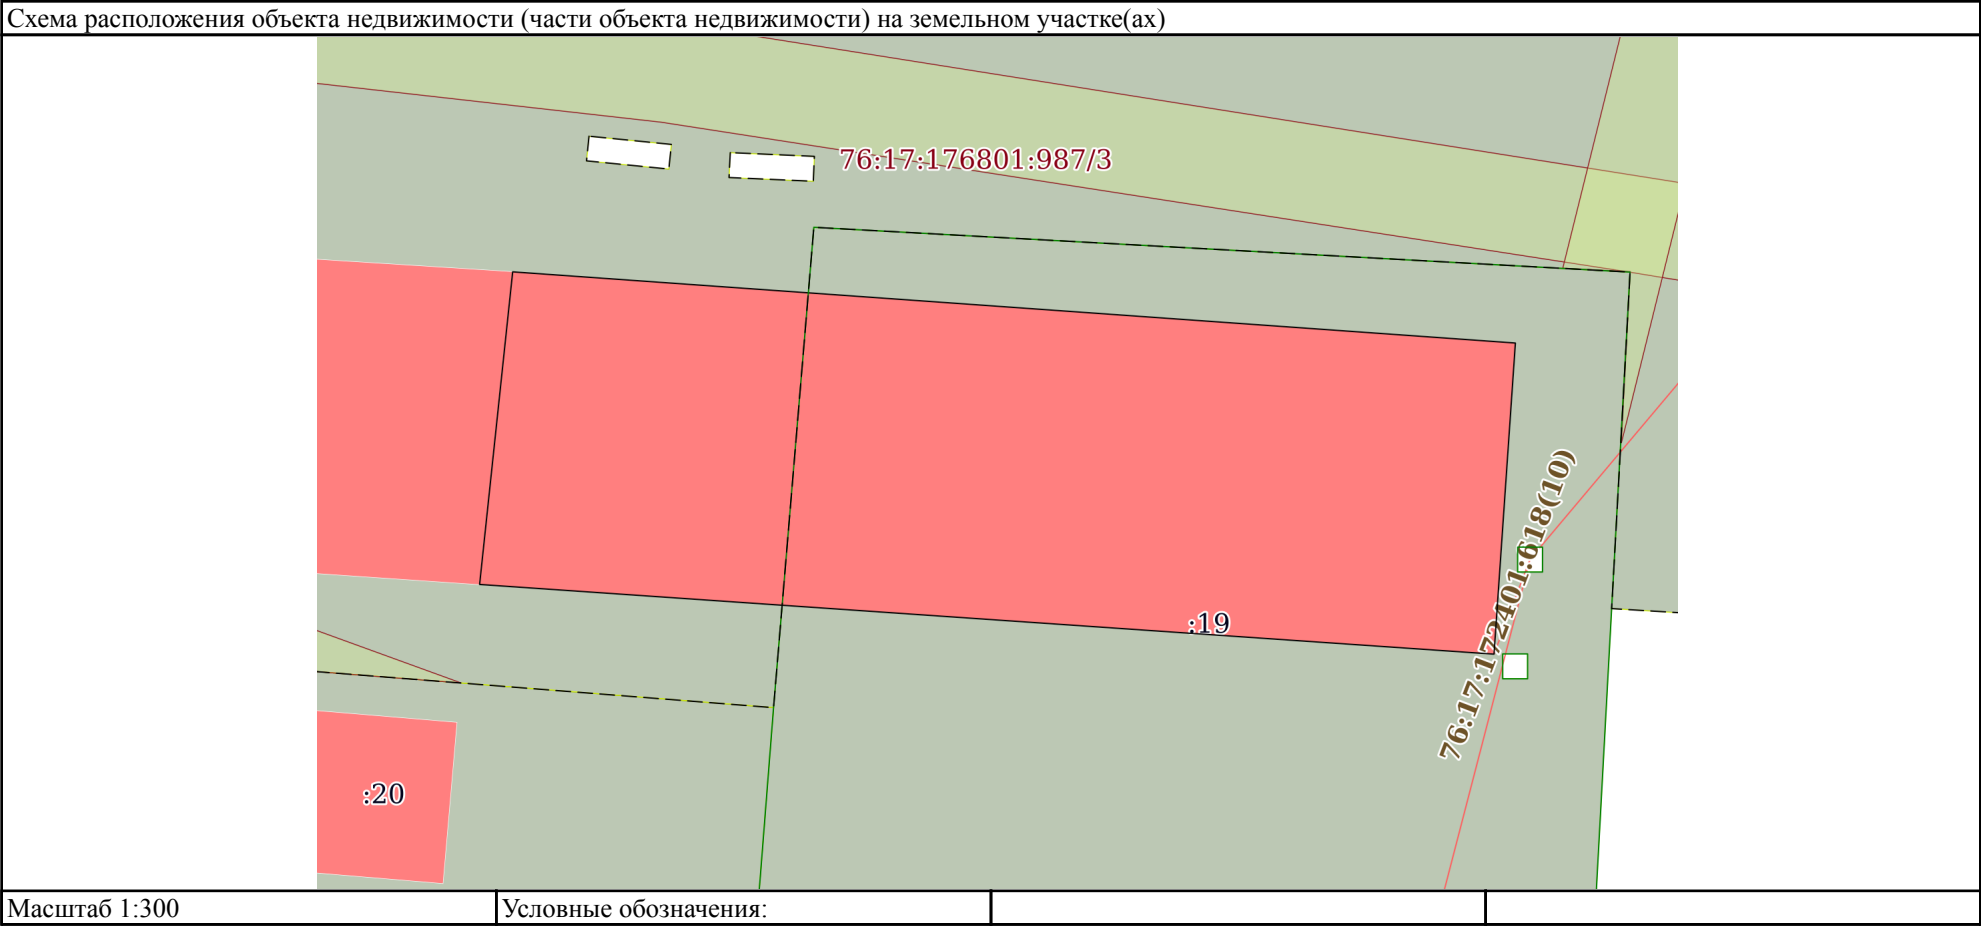 Схема расположения объекта недвижимости (части объекта недвижимости) на земельном участке(ах)
76:17:176801:987/3
76:17:172401:618(10)
:19
:20
Масштаб 1:300
Условные обозначения: